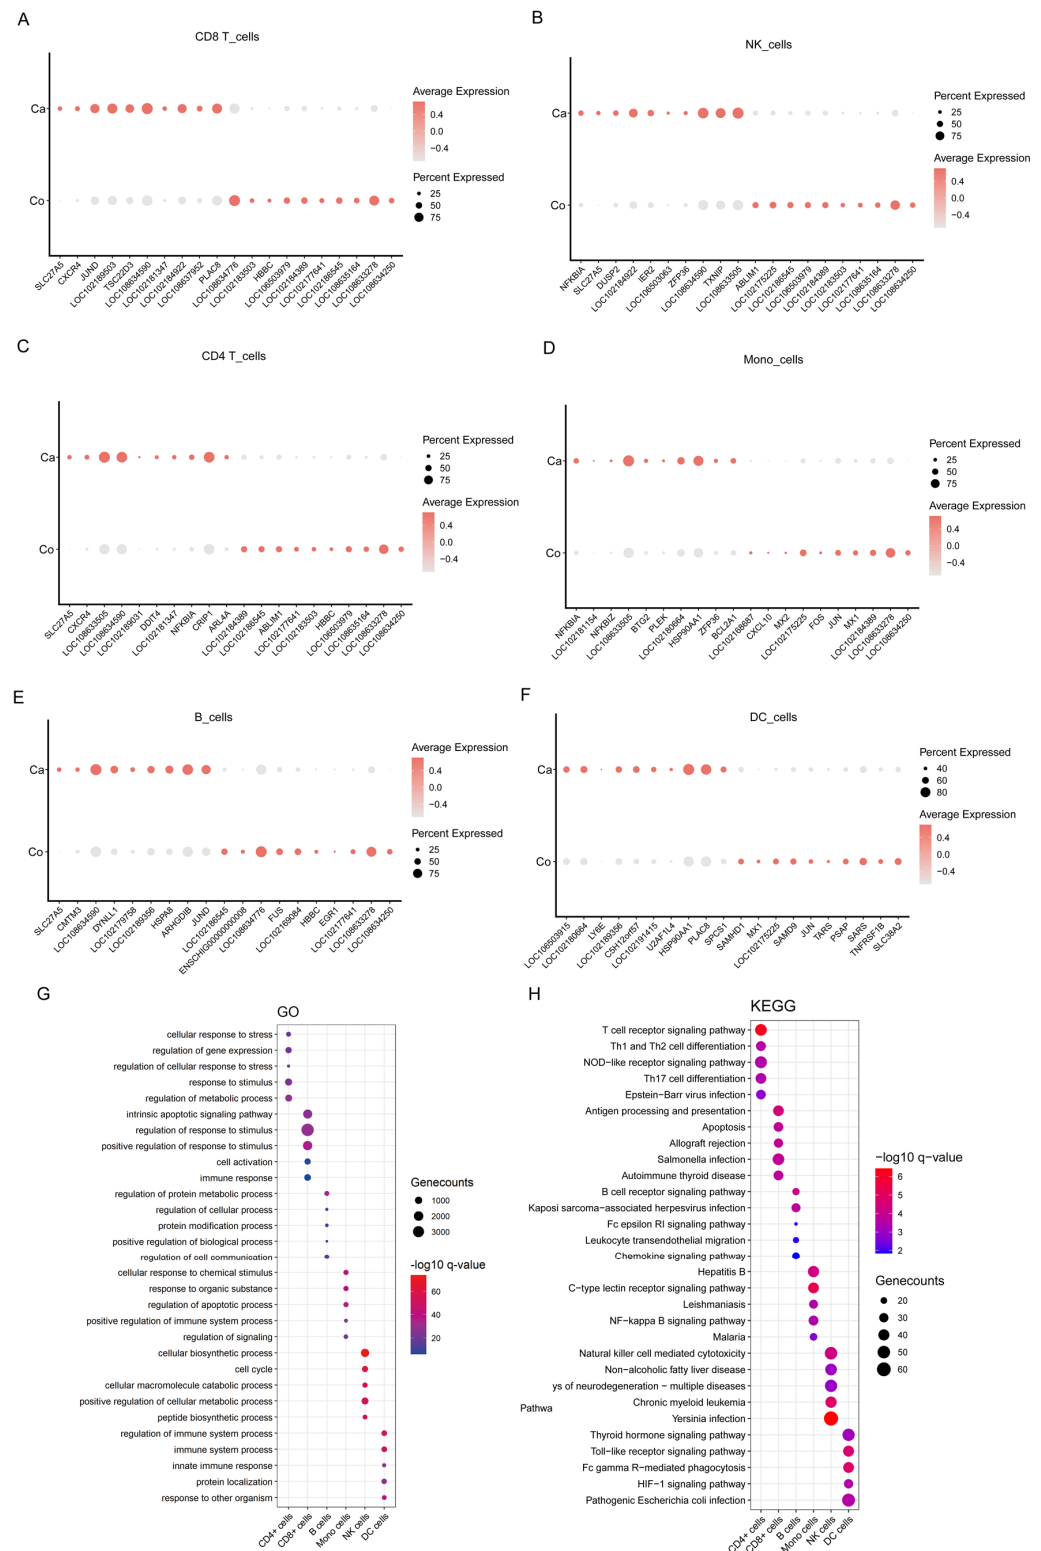 A
CD8 T_cells
Ca
Co
SLC27A5
CXCR4
JUND
LOC102189503
TSC22D3
LOC108634590
LOC102181347
LOC102184922
LOC108637952
PLAC8
LOC108634776
LOC102183503
HBBC
LOC106503979
LOC102184389
LOC102177641
LOC102186545
LOC108635164
LOC108633278
LOC108634250
Average Expression
0.4
0.0
−0.4
Percent Expressed
25
50
75
B
NK_cells
Ca
Co
NFKBIA
SLC27A5
DUSP2
LOC102184922
IER2
LOC106503063
ZFP36
LOC108634590
TXNIP
LOC108633505
ABLIM1
LOC102175225
LOC102186545
LOC106503979
LOC102184389
LOC102183503
LOC102177641
LOC108635164
LOC108633278
LOC108634250
Percent Expressed
25
50
75
Average Expression
0.4
0.0
−0.4
C
CD4 T_cells
Ca
Co
SLC27A5
CXCR4
LOC108633505
LOC108634590
LOC102189031
DDIT4
LOC102181347
NFKBIA
CRIP1
ARL4A
LOC102184389
LOC102186545
ABLIM1
LOC102177641
LOC102183503
HBBC
LOC106503979
LOC108635164
LOC108633278
LOC108634250
Percent Expressed
25
50
75
Average Expression
0.4
0.0
−0.4
D
Mono_cells
Ca
Co
NFKBIA
LOC102181154
NFKBIZ
LOC108633505
BTG2
PLEK
LOC102180664
HSP90AA1
ZFP36
BCL2A1
LOC102168687
CXCL10
MX2
LOC102175225
FOS
JUN
MX1
LOC102184389
LOC108633278
LOC108634250
Percent Expressed
25
50
75
Average Expression
0.4
0.0
−0.4
E
B_cells
Ca
Co
SLC27A5
CMTM3
LOC108634590
DYNLL1
LOC102179758
LOC102189356
HSPA8
ARHGDIB
JUND
LOC102186545
ENSCHIG00000000008
LOC108634776
FUS
LOC102169084
HBBC
EGR1
LOC102177641
LOC108633278
LOC108634250
Average Expression
0.4
0.0
−0.4
Percent Expressed
25
50
75
F
DC_cells
Ca
Co
LOC106503915
LOC102180664
LY6E
LOC102189356
C5H12orf57
LOC102191415
U2AF1L4
HSP90AA1
PLAC8
SPCS1
SAMHD1
MX1
LOC102175225
SAMD9
JUN
TARS
PSAP
SARS
TNFRSF1B
SLC38A2
Percent Expressed
40
60
80
Average Expression
0.4
0.0
−0.4
G
GO
cellular response to stress
regulation of gene expression
regulation of cellular response to stress
response to stimulus
regulation of metabolic process
intrinsic apoptotic signaling pathway
regulation of response to stimulus
positive regulation of response to stimulus
cell activation
immune response
regulation of protein metabolic process
regulation of cellular process
protein modification process
positive regulation of biological process
regulation of cell communication
cellular response to chemical stimulus
response to organic substance
regulation of apoptotic process
positive regulation of immune system process
regulation of signaling
cellular biosynthetic process
cell cycle
cellular macromolecule catabolic process
positive regulation of cellular metabolic process
peptide biosynthetic process
regulation of immune system process
immune system process
innate immune response
protein localization
response to other organism
CD4+ cells
CD8+ cells
B cells
Mono cells
NK cells
DC cells
Genecounts
1000
2000
3000
-log10 q-value
60
40
20
H
KEGG
T cell receptor signaling pathway
Th1 and Th2 cell differentiation
NOD−like receptor signaling pathway
Th17 cell differentiation
Epstein−Barr virus infection
Antigen processing and presentation
Apoptosis
Allograft rejection
Salmonella infection
Autoimmune thyroid disease
B cell receptor signaling pathway
Kaposi sarcoma−associated herpesvirus infection
Fc epsilon RI signaling pathway
Leukocyte transendothelial migration
Chemokine signaling pathway
Hepatitis B
C−type lectin receptor signaling pathway
Leishmaniasis
NF−kappa B signaling pathway
Malaria
Natural killer cell mediated cytotoxicity
Non−alcoholic fatty liver disease
ys of neurodegeneration − multiple diseases
Chronic myeloid leukemia
Pathwa
Yersinia infection
Thyroid hormone signaling pathway
Toll−like receptor signaling pathway
Fc gamma R−mediated phagocytosis
HIF−1 signaling pathway
Pathogenic Escherichia coli infection
CD4+ cells
CD8+ cells
B cells
Mono cells
NK cells
DC cells
−log10 q−value
6
5
4
3
2
Genecounts
20
30
40
50
60